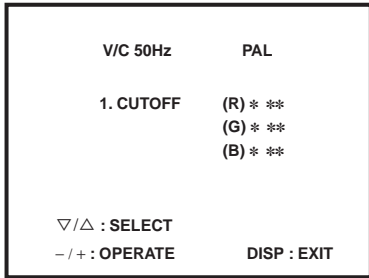 V/C 50Hz PAL
1. CUTOFF (R) * **
(G) * **
(B) * **
▽/△ : SELECT
– / + : OPERATE DISP : EXIT